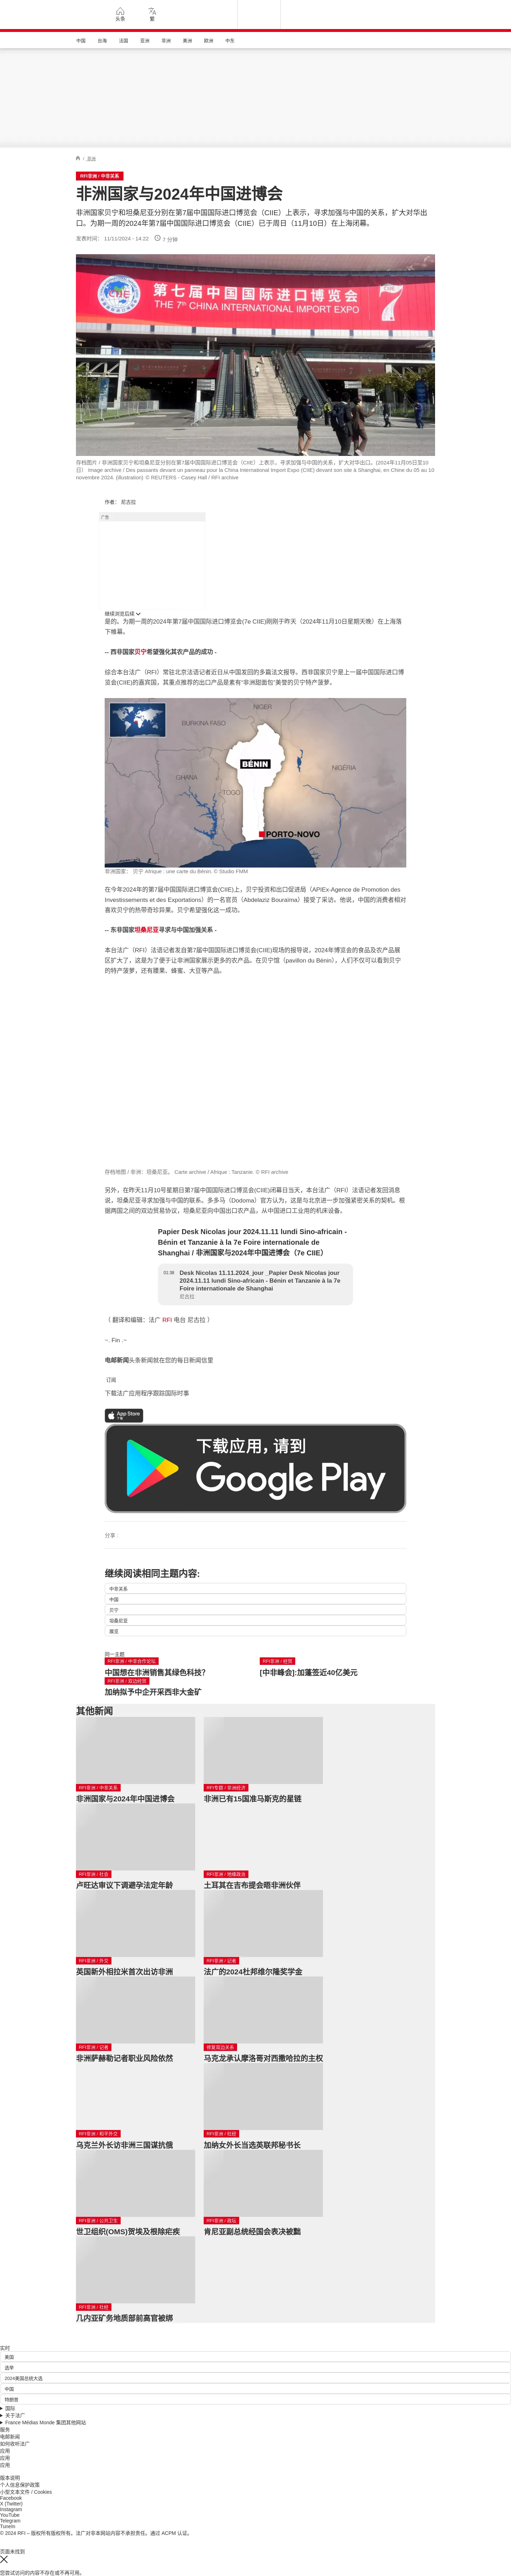 头条
繁
中国
台海
法国
亚洲
非洲
美洲
欧洲
中东
/ 非洲
RFI非洲 / 中非关系
非洲国家与2024年中国进博会
非洲国家贝宁和坦桑尼亚分别在第7届中国国际进口博览会（CIIE）上表示，寻求加强与中国的关系，扩大对华出
口。为期一周的2024年第7届中国国际进口博览会（CIIE）已于周日（11月10日）在上海闭幕。
发表时间： 11/11/2024 - 14:22 7 分钟
第七届中国国际进口博览会
THE 7TH CHINA INTERNATIONAL IMPORT EXPO
CIIE
存档图片 / 非洲国家贝宁和坦桑尼亚分别在第7届中国国际进口博览会（CIIE）上表示，寻求加强与中国的关系，扩大对华出口。(2024年11月09日至10
日） Image archive / Des passants devant un panneau pour la China International Import Expo (CIIE) devant son site à Shanghai, en Chine du 05 au 10
novembre 2024. (Illustration) © REUTERS - Casey Hall / RFI archive
作者： 尼古拉
广告
继续浏览后续
是的。为期一周的2024年第7届中国国际进口博览会(7e CIIE)刚刚于昨天（2024年11月10日星期天晚）在上海落
下帷幕。
-- 西非国家贝宁希望强化其农产品的成功 -
综合本台法广（RFI）常驻北京法语记者近日从中国发回的多篇法文报导。西非国家贝宁是上一届中国国际进口博
览会(CIIE)的嘉宾国。其重点推荐的出口产品是素有“非洲甜面包”美誉的贝宁特产菠萝。
NIGER
BURKINA FASO
BÉNIN
NIGÉRIA
GHANA
TOGO
PORTO-NOVO
非洲国家： 贝宁 Afrique : une carte du Bénin. © Studio FMM
在今年2024年的第7届中国国际进口博览会(CIIE)上，贝宁投资和出口促进局（APIEx-Agence de Promotion des
Investissements et des Exportations）的一名官员（Abdelaziz Bouraïma）接受了采访。他说，中国的消费者相对
喜欢贝宁的热带奇珍异果。贝宁希望强化这一成功。
-- 东非国家坦桑尼亚寻求与中国加强关系 -
本台法广（RFI）法语记者发自第7届中国国际进口博览会(CIIE)现场的报导说，2024年博览会的食品及农产品展
区扩大了，这是为了便于让非洲国家展示更多的农产品。在贝宁馆（pavillon du Bénin），人们不仅可以看到贝宁
的特产菠萝，还有腰果、蜂蜜、大豆等产品。
存档地图 / 非洲：坦桑尼亚。 Carte archive / Afrique : Tanzanie. © RFI archive
另外，在昨天11月10号星期日第7届中国国际进口博览会(CIIE)闭幕日当天，本台法广（RFI）法语记者发回消息
说，坦桑尼亚寻求加强与中国的联系。多多马（Dodoma）官方认为，这是与北京进一步加强紧密关系的契机。根
据两国之间的双边贸易协议，坦桑尼亚向中国出口农产品，从中国进口工业用的机床设备。
Papier Desk Nicolas jour 2024.11.11 lundi Sino-africain -
Bénin et Tanzanie à la 7e Foire internationale de
Shanghai / 非洲国家与2024年中国进博会（7e CIIE）
01:38
Desk Nicolas 11.11.2024_jour _Papier Desk Nicolas jour
2024.11.11 lundi Sino-africain - Bénin et Tanzanie à la 7e
Foire internationale de Shanghai
尼古拉
（ 翻译和编辑：法广 RFI 电台 尼古拉 ）
~. Fin .~
电邮新闻头条新闻就在您的每日新闻信里
订阅
下载法广应用程序跟踪国际时事
App Store
下载
下载应用，请到
Google Play
分享 :
继续阅读相同主题内容:
中非关系
中国
贝宁
坦桑尼亚
展览
同一主题
RFI非洲 / 中非合作论坛
中国想在非洲销售其绿色科技？
RFI非洲 / 经贸
[中非峰会]:加蓬签近40亿美元
RFI非洲 / 双边经贸
加纳拟予中企开采西非大金矿
其他新闻
RFI非洲 / 中非关系
非洲国家与2024年中国进博会
RFI专题 / 非洲经济
非洲已有15国准马斯克的星链
RFI非洲 / 社会
卢旺达审议下调避孕法定年龄
RFI非洲 / 地缘政治
土耳其在吉布提会晤非洲伙伴
RFI非洲 / 外交
英国新外相拉米首次出访非洲
RFI非洲 / 记者
法广的2024杜邦维尔隆奖学金
RFI非洲 / 记者
非洲萨赫勒记者职业风险依然
修复双边关系
马克龙承认摩洛哥对西撒哈拉的主权
RFI非洲 / 和平外交
乌克兰外长访非洲三国谋抗俄
RFI非洲 / 社经
加纳女外长当选英联邦秘书长
RFI非洲 / 公共卫生
世卫组织(OMS)贺埃及根除疟疾
RFI非洲 / 政坛
肯尼亚副总统经国会表决被黜
RFI非洲 / 社经
几内亚矿务地质部前高官被绑
实时
美国
选举
2024美国总统大选
中国
特朗普
国际
关于法广
France Médias Monde 集团其他网站
服务
电邮新闻
如何收听法广
应用
应用
应用
版本说明
个人信息保护政策
小型文本文件 / Cookies
Facebook
X (Twitter)
Instagram
YouTube
Telegram
TuneIn
© 2024 RFI – 版权所有版权所有。法广对非本网站内容不承担责任。通过 ACPM 认证。
页面未找到
您尝试访问的内容不存在或不再可用。